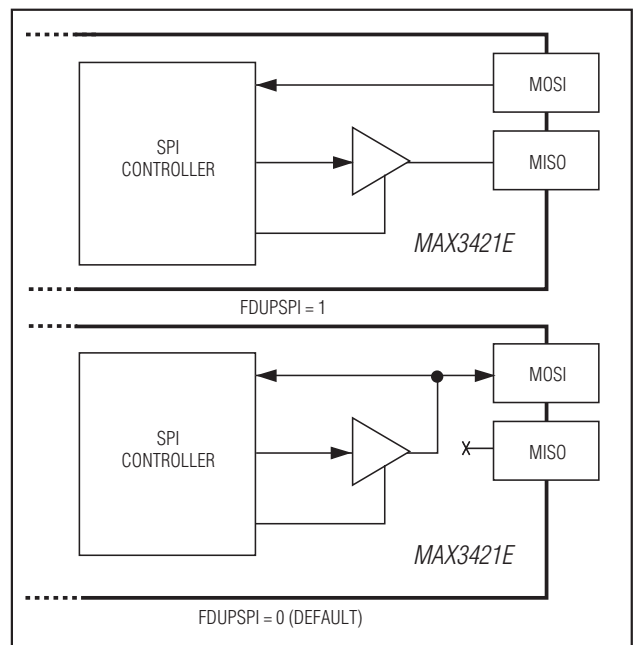 MOSI
SPI
CONTROLLER
MISO
MAX3421E
FDUPSPI = 1
MOSI
SPI
CONTROLLER
MISO
MAX3421E
FDUPSPI = 0 (DEFAULT)